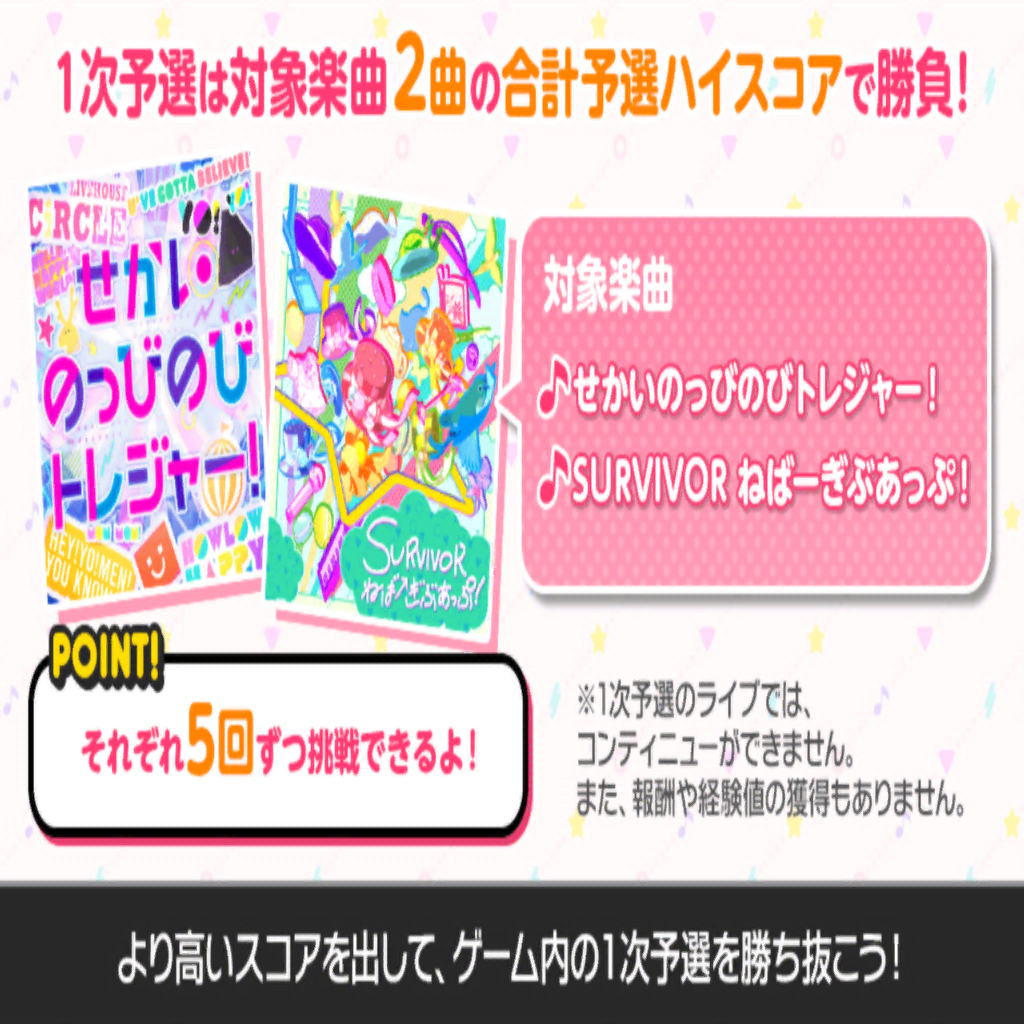 1次予選は対象楽曲2曲の合計予選ハイスコアで勝負!
LIVEHOUSE
CiRCLE
WE'VE GOTTA BELIEVE!
YO! YO!
せかい
のっびのび
トレジャー!
HEY!YO!MEN!
YOU KNOW
HOWLOW
HAPPY
SURVIVOR
ねばーぎぶあっぷ!
対象楽曲
♪せかいのっびのびトレジャー!
♪SURVIVOR ねばーぎぶあっぷ!
POINT!
それぞれ5回ずつ挑戦できるよ!
※1次予選のライブでは、
コンティニューができません。
また、報酬や経験値の獲得もありません。
より高いスコアを出して、ゲーム内の1次予選を勝ち抜こう!